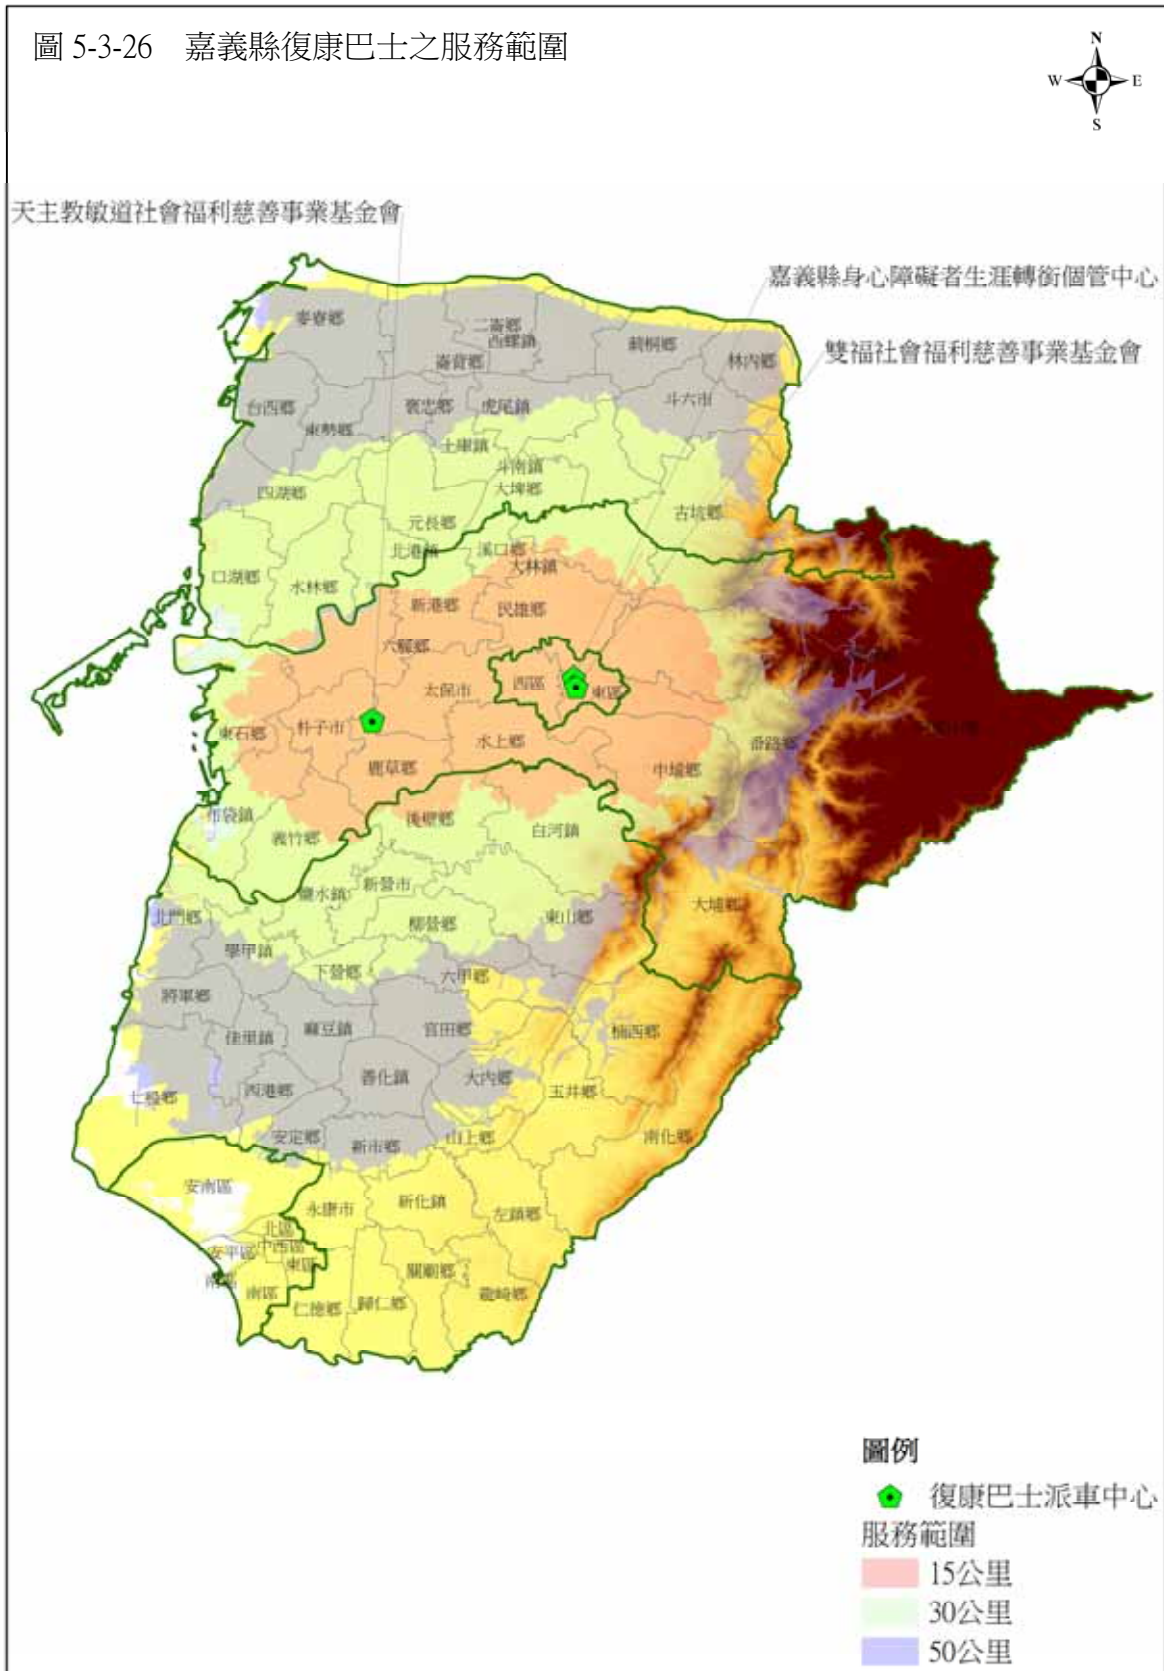 圖 5-3-26 嘉義縣復康巴士之服務範圍
N
W E
S
天主教敏道社會福利慈善事業基金會
嘉義縣身心障礙者生涯轉銜個管中心
雙福社會福利慈善事業基金會
麥寮鄉
二崙鄉
西螺鎮
莿桐鄉
林內鄉
崙背鄉
台西鄉
褒忠鄉
虎尾鎮
斗六市
東勢鄉
土庫鎮
斗南鎮
四湖鄉
大埤鄉
元長鄉
古坑鄉
北港鎮
溪口鄉
大林鎮
口湖鄉
水林鄉
新港鄉
民雄鄉
六腳鄉
太保市
西區
東區
東石鄉
朴子市
水上鄉
番路鄉
鹿草鄉
中埔鄉
布袋鎮
義竹鄉
後壁鄉
白河鎮
鹽水鎮
新營市
北門鄉
柳營鄉
東山鄉
大埔鄉
學甲鎮
下營鄉
六甲鄉
將軍鄉
佳里鎮
麻豆鎮
官田鄉
楠西鄉
七股鄉
西港鄉
善化鎮
大內鄉
玉井鄉
安定鄉
新市鄉
山上鄉
南化鄉
安南區
永康市
新化鎮
左鎮鄉
北區
安平區
中西區
東區
南區
南區
仁德鄉
歸仁鄉
關廟鄉
龍崎鄉
圖例
復康巴士派車中心
服務範圍
15公里
30公里
50公里